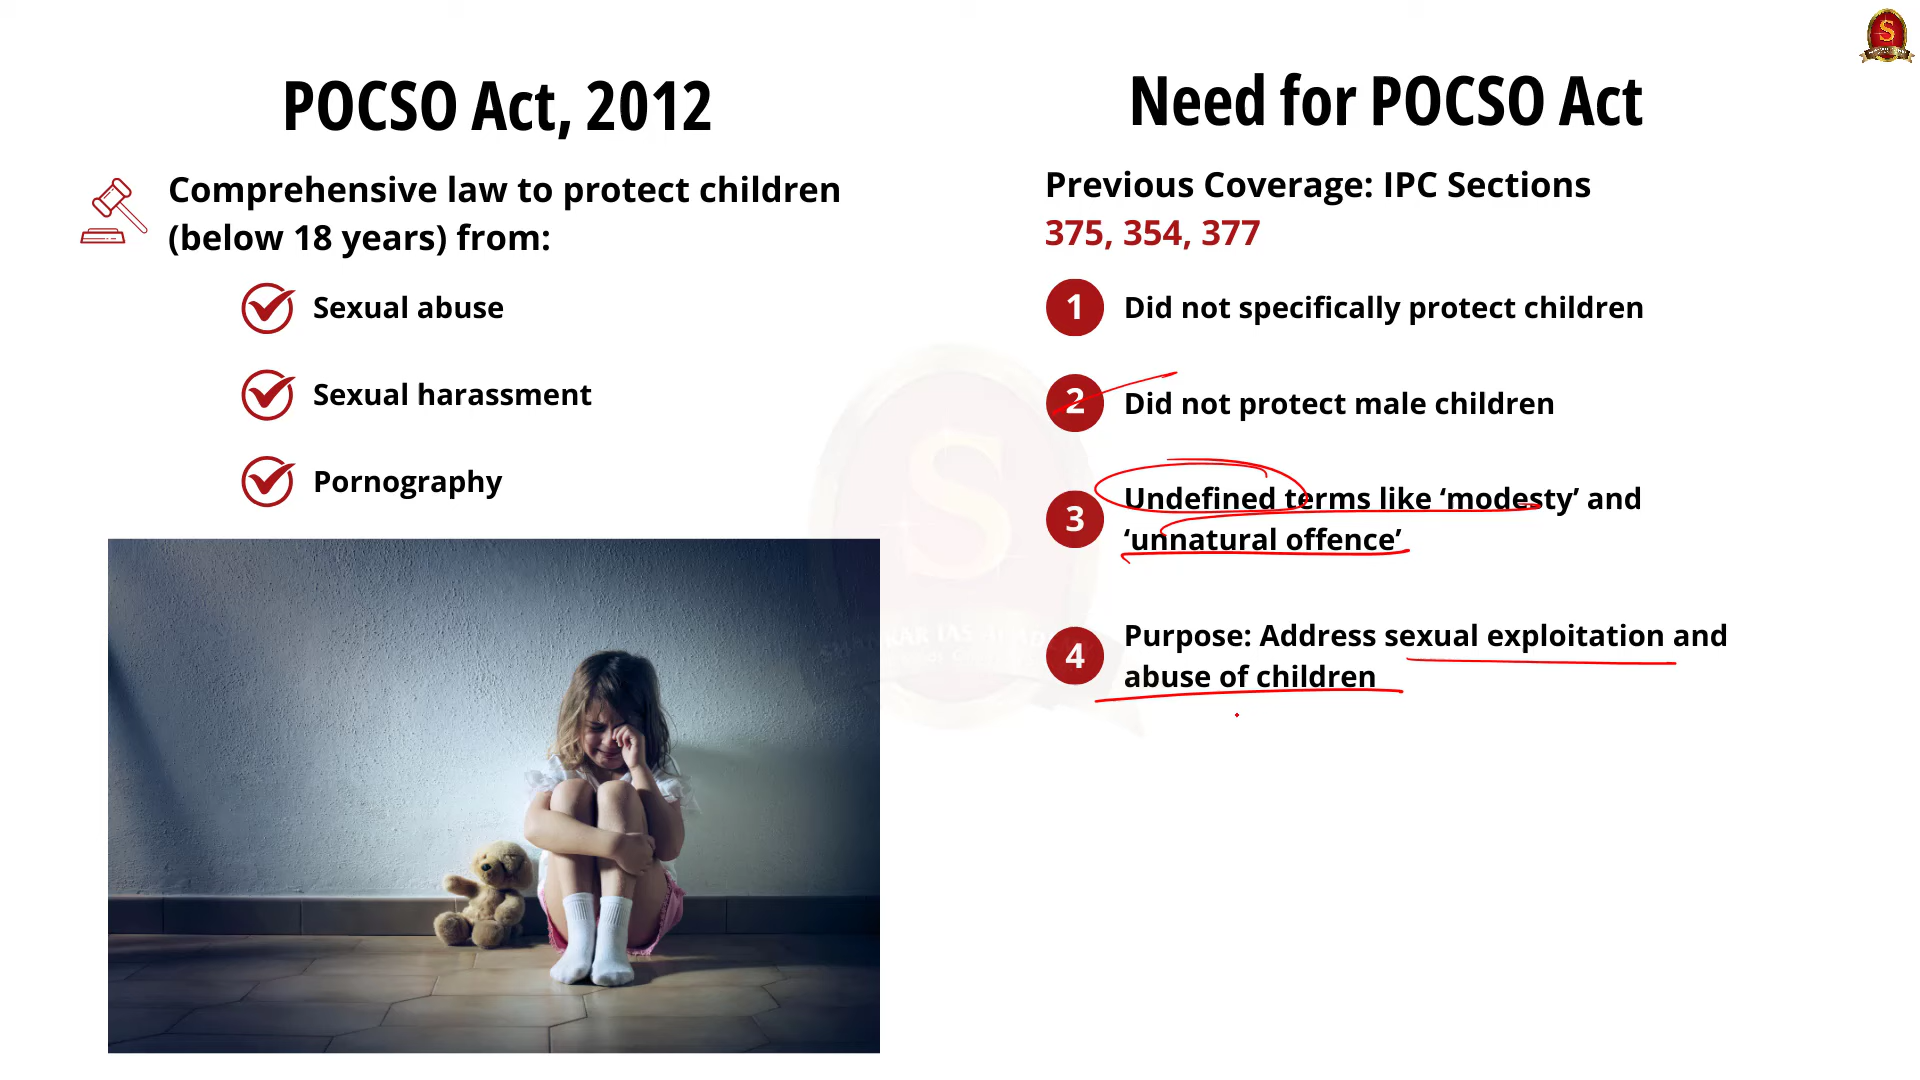 POCSO Act, 2012
Comprehensive law to protect children
(below 18 years) from:
Sexual abuse
Sexual harassment
Pornography
Need for POCSO Act
Previous Coverage: IPC Sections
375, 354, 377
1 Did not specifically protect children
2 Did not protect male children
3 Undefined terms like ‘modesty’ and
‘unnatural offence’
4 Purpose: Address sexual exploitation and
abuse of children
S
S